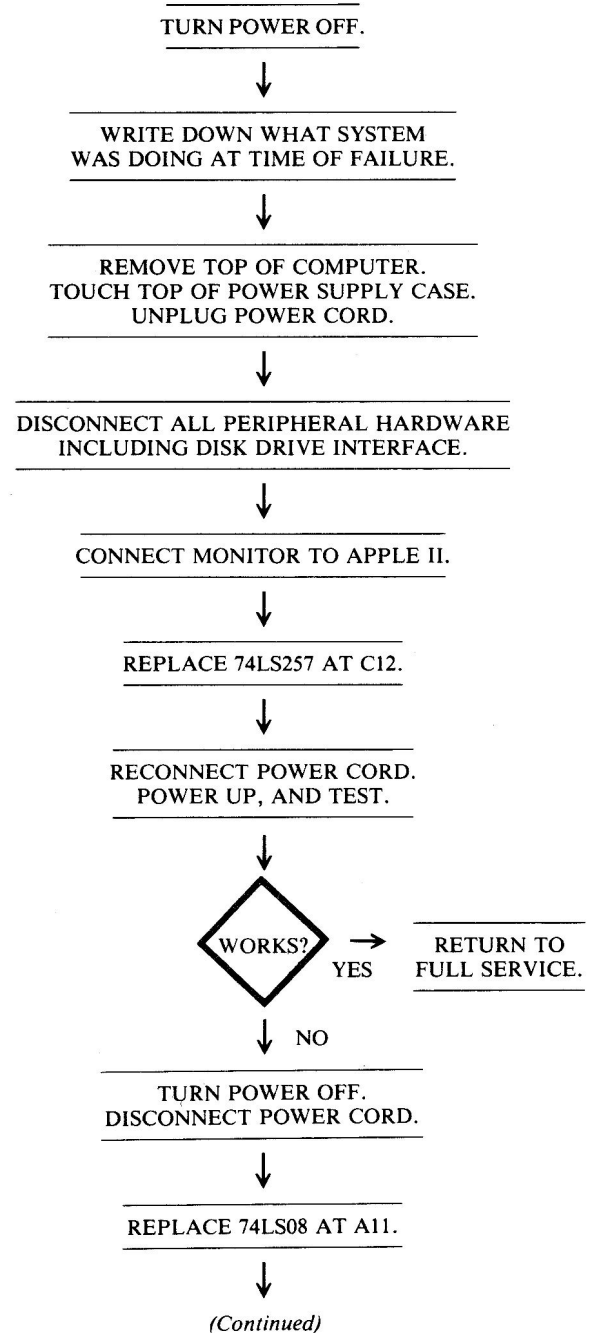 TURN POWER OFF.
WRITE DOWN WHAT SYSTEM
WAS DOING AT TIME OF FAILURE.
REMOVE TOP OF COMPUTER.
TOUCH TOP OF POWER SUPPLY CASE.
UNPLUG POWER CORD.
DISCONNECT ALL PERIPHERAL HARDWARE
INCLUDING DISK DRIVE INTERFACE.
CONNECT MONITOR TO APPLE II.
REPLACE 74LS257 AT C12.
RECONNECT POWER CORD.
POWER UP, AND TEST.
WORKS?
YES
RETURN TO
FULL SERVICE.
NO
TURN POWER OFF.
DISCONNECT POWER CORD.
REPLACE 74LS08 AT A11.
(Continued)